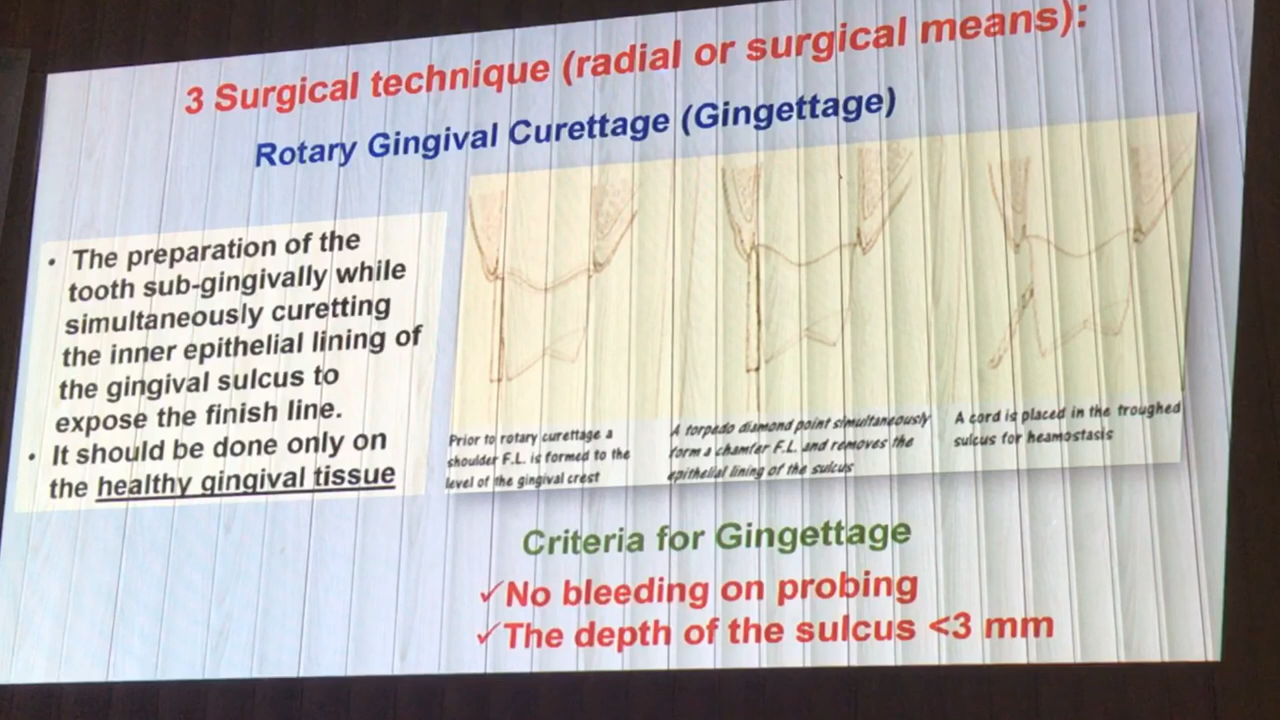 3 Surgical technique (radial or surgical means):
Rotary Gingival Curettage (Gingettage)
• The preparation of the
tooth sub-gingivally while
simultaneously curetting
the inner epithelial lining of
the gingival sulcus to
expose the finish line.
• It should be done only on
the healthy gingival tissue
Prior to rotary curettage a
shoulder F.L. is formed to the
level of the gingival crest
A torpedo diamond point simultaneously
form a chamfer F.L. and removes the
epithelial lining of the sulcus
A cord is placed in the troughed
sulcus for heamostasis
Criteria for Gingettage
✓No bleeding on probing
✓The depth of the sulcus <3 mm